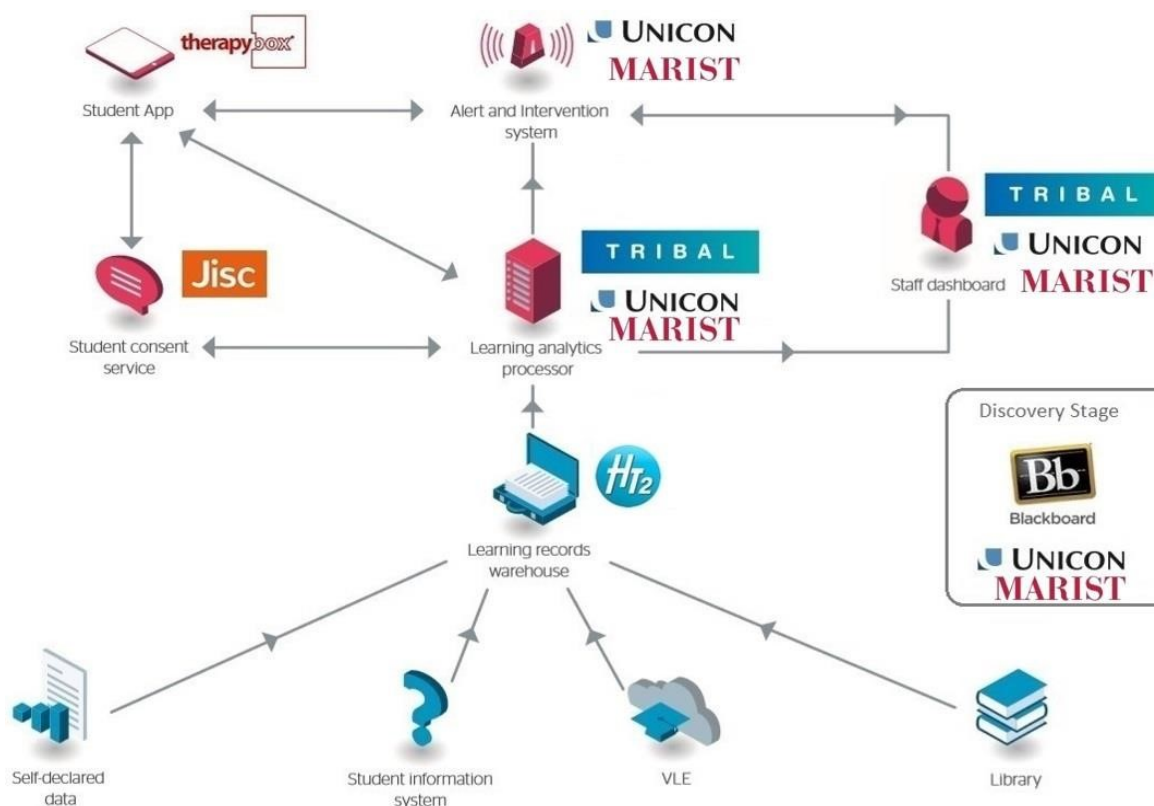 therapybox
UNICON
MARIST
Student App
Alert and Intervention
system
TRIBAL
UNICON
MARIST
Staff dashboard
Jisc
TRIBAL
UNICON
MARIST
Student consent
service
Learning analytics
processor
Discovery Stage
Bb
Blackboard
UNICON
MARIST
HT2
Learning records
warehouse
Self-declared
data
Student information
system
VLE
Library